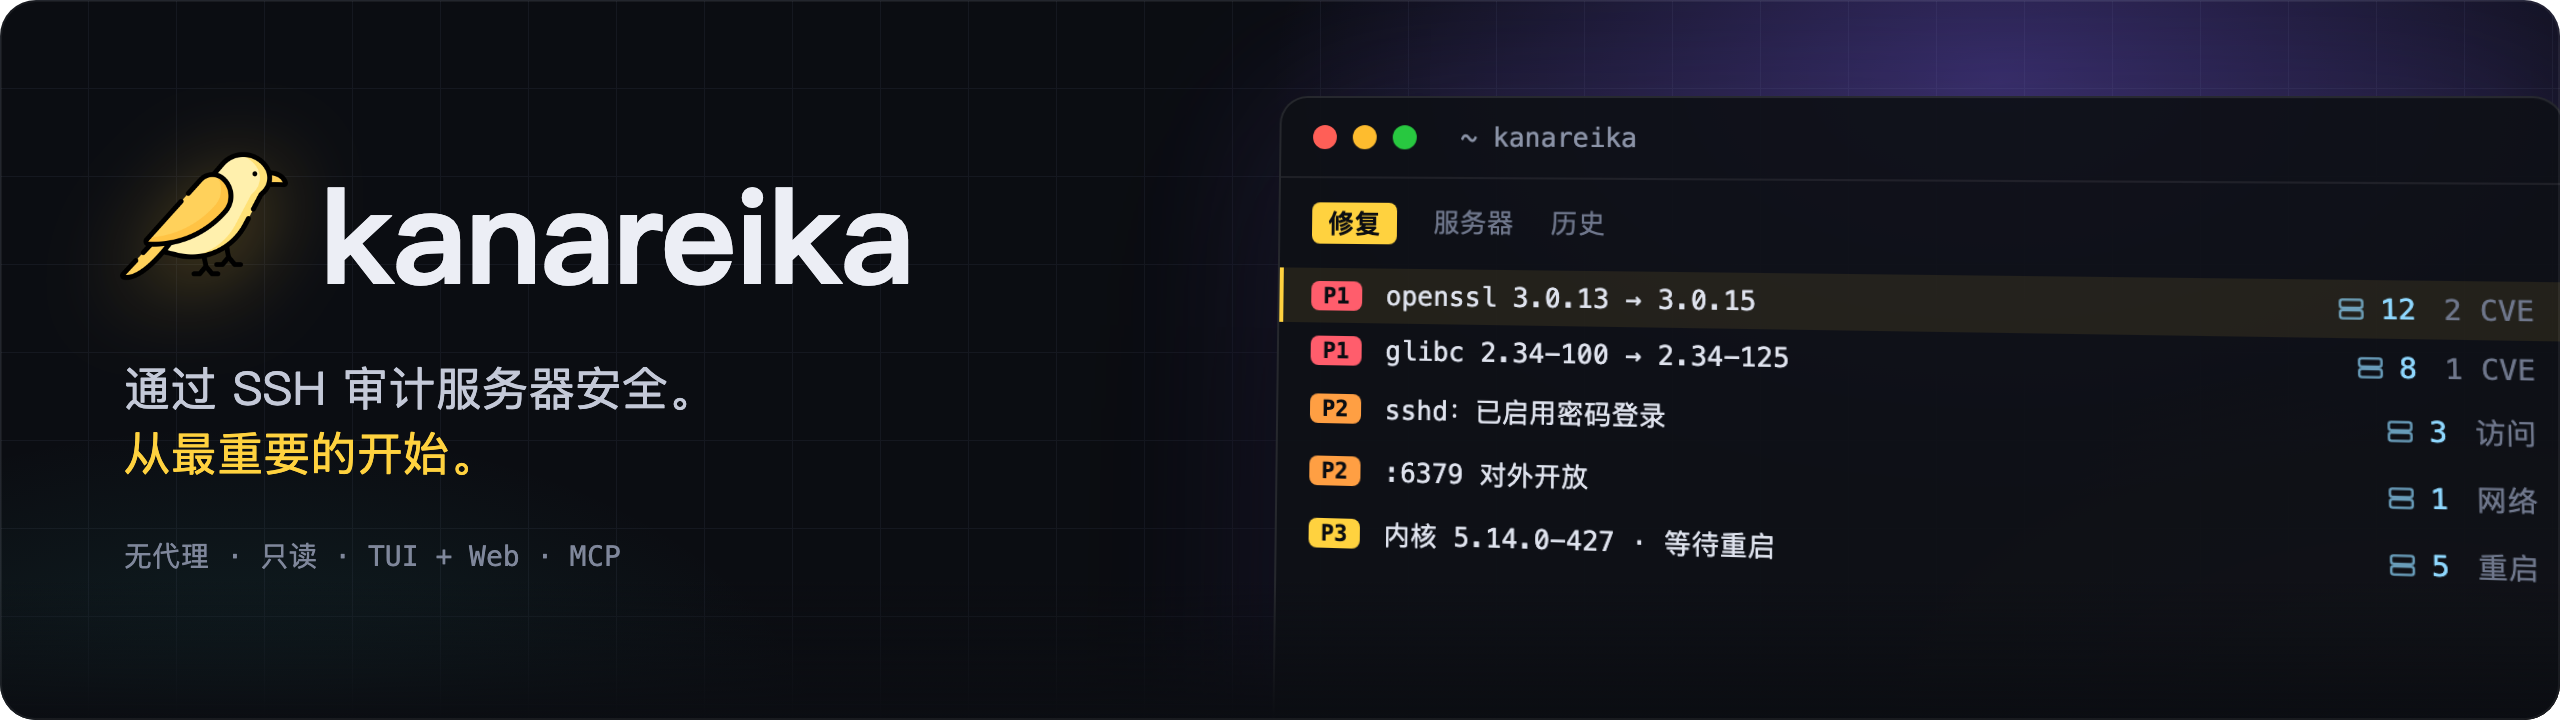 kanareika
通过 SSH 审计服务器安全。
从最重要的开始。
无代理 · 只读 · TUI + Web · MCP
~ kanareika
修复 服务器 历史
P1 openssl 3.0.13 → 3.0.15 12 2 CVE
P1 glibc 2.34-100 → 2.34-125 8 1 CVE
P2 sshd: 已启用密码登录 3 访问
P2 :6379 对外开放 1 网络
P3 内核 5.14.0-427 · 等待重启 5 重启